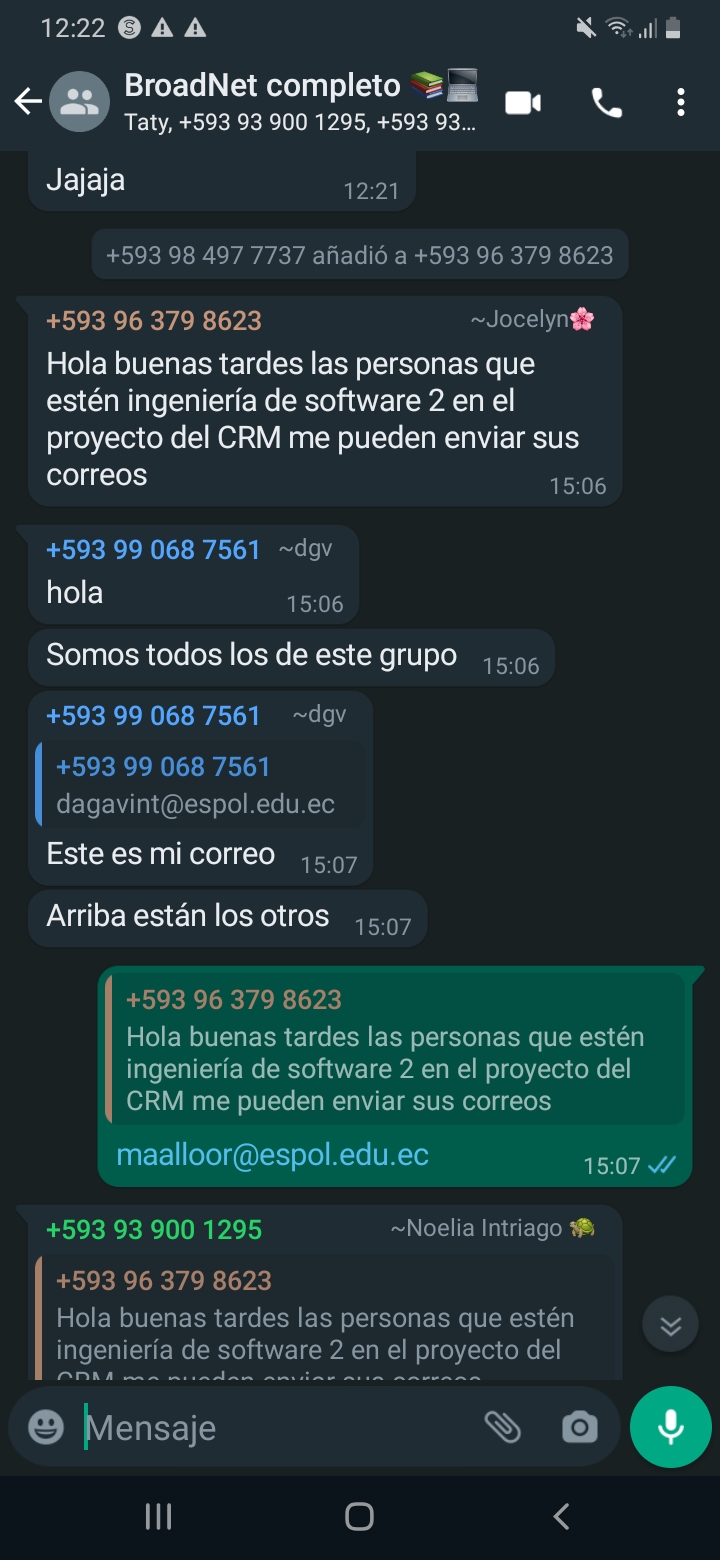 12:22
BroadNet completo 📚💻
Taty, +593 93 900 1295, +593 93...
Jajaja
12:21
+593 98 497 7737 añadió a +593 96 379 8623
+593 96 379 8623 ~Jocelyn🌸
Hola buenas tardes las personas que
estén ingeniería de software 2 en el
proyecto del CRM me pueden enviar sus
correos
15:06
+593 99 068 7561 ~dgv
hola
15:06
Somos todos los de este grupo 15:06
+593 99 068 7561 ~dgv
+593 99 068 7561
dagavint@espol.edu.ec
Este es mi correo 15:07
Arriba están los otros 15:07
+593 96 379 8623
Hola buenas tardes las personas que estén
ingeniería de software 2 en el proyecto del
CRM me pueden enviar sus correos
maalloor@espol.edu.ec
15:07
+593 93 900 1295 ~Noelia Intriago 🐢
+593 96 379 8623
Hola buenas tardes las personas que estén
ingeniería de software 2 en el proyecto del
CRM me pueden enviar sus correos
Mensaje